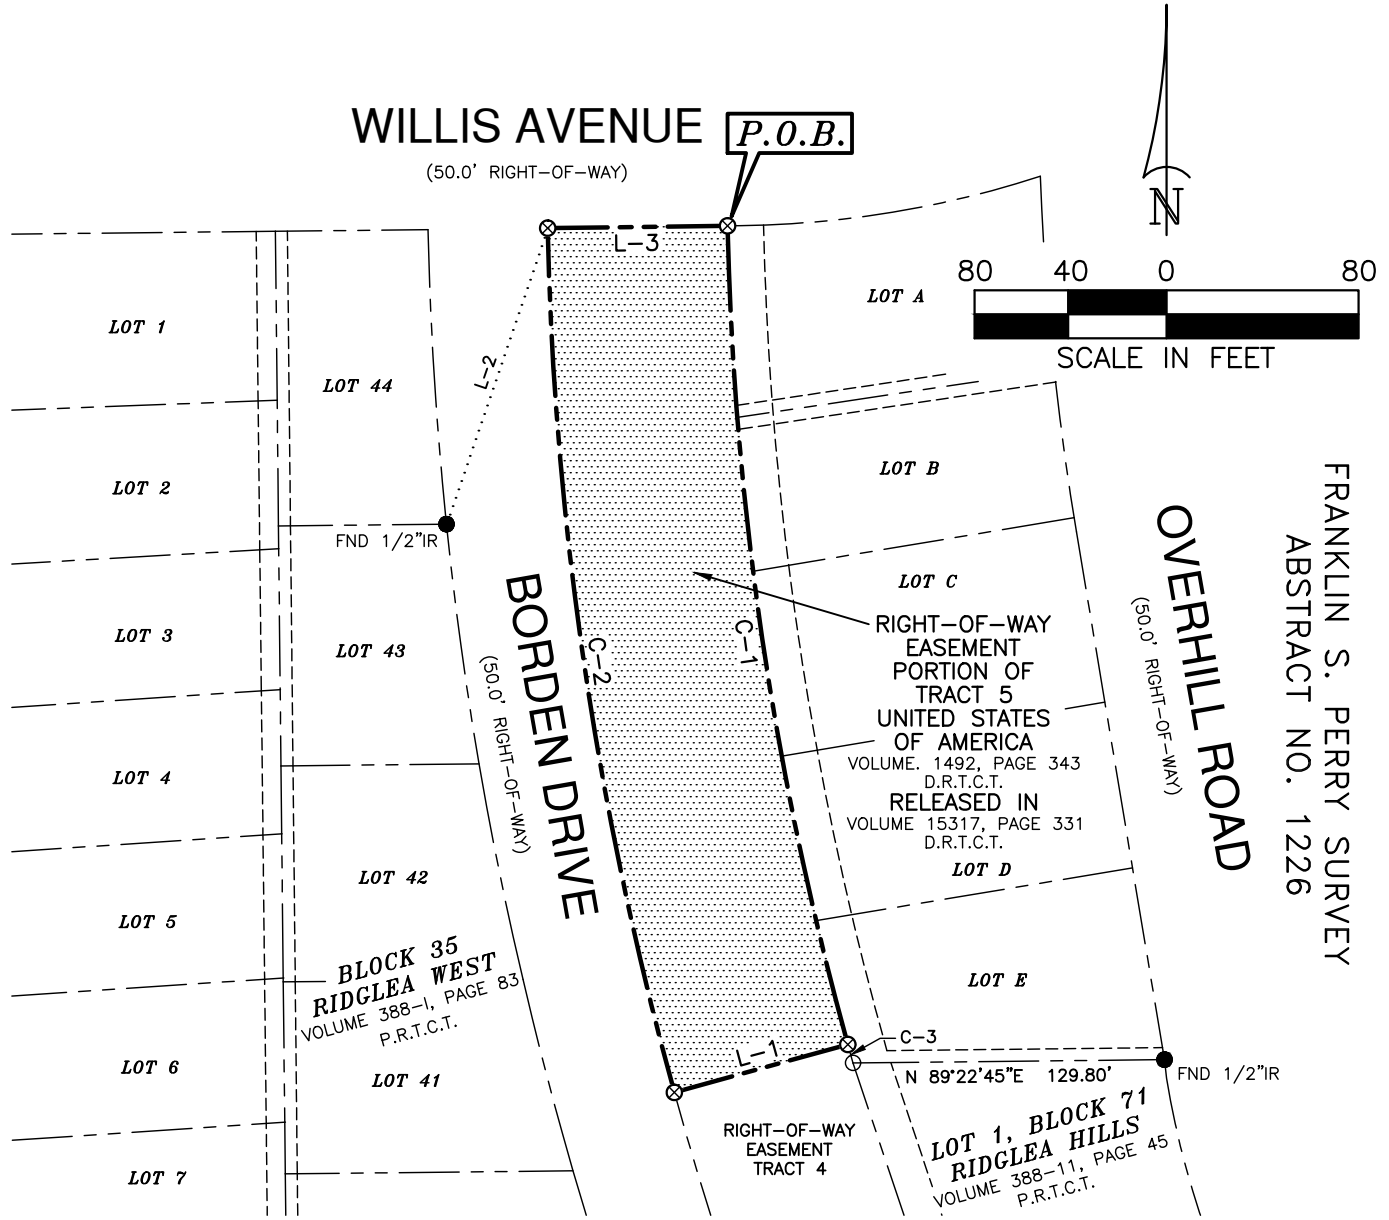 WILLIS AVENUE
(50.0' RIGHT-OF-WAY)
P.O.B.
N
L-3
80 40 0 80
SCALE IN FEET
LOT A
LOT 1
LOT 44
L-2
LOT B
LOT 2
FND 1/2"IR
LOT C
LOT 3
LOT 43
BORDEN DRIVE
(50.0' RIGHT-OF-WAY)
C-2
C-1
RIGHT-OF-WAY
EASEMENT
PORTION OF
TRACT 5
UNITED STATES
OF AMERICA
VOLUME. 1492, PAGE 343
D.R.T.C.T.
RELEASED IN
VOLUME 15317, PAGE 331
D.R.T.C.T.
OVERHILL ROAD
(50.0' RIGHT-OF-WAY)
FRANKLIN S. PERRY SURVEY
ABSTRACT NO. 1226
LOT 4
LOT 42
LOT D
LOT 5
BLOCK 35
RIDGLEA WEST
VOLUME 388-I, PAGE 83
P.R.T.C.T.
LOT E
LOT 6
LOT 41
L-1
C-3
N 89°22'45"E 129.80'
FND 1/2"IR
RIGHT-OF-WAY
EASEMENT
TRACT 4
LOT 1, BLOCK 71
RIDGLEA HILLS
VOLUME 388-11, PAGE 45
P.R.T.C.T.
LOT 7